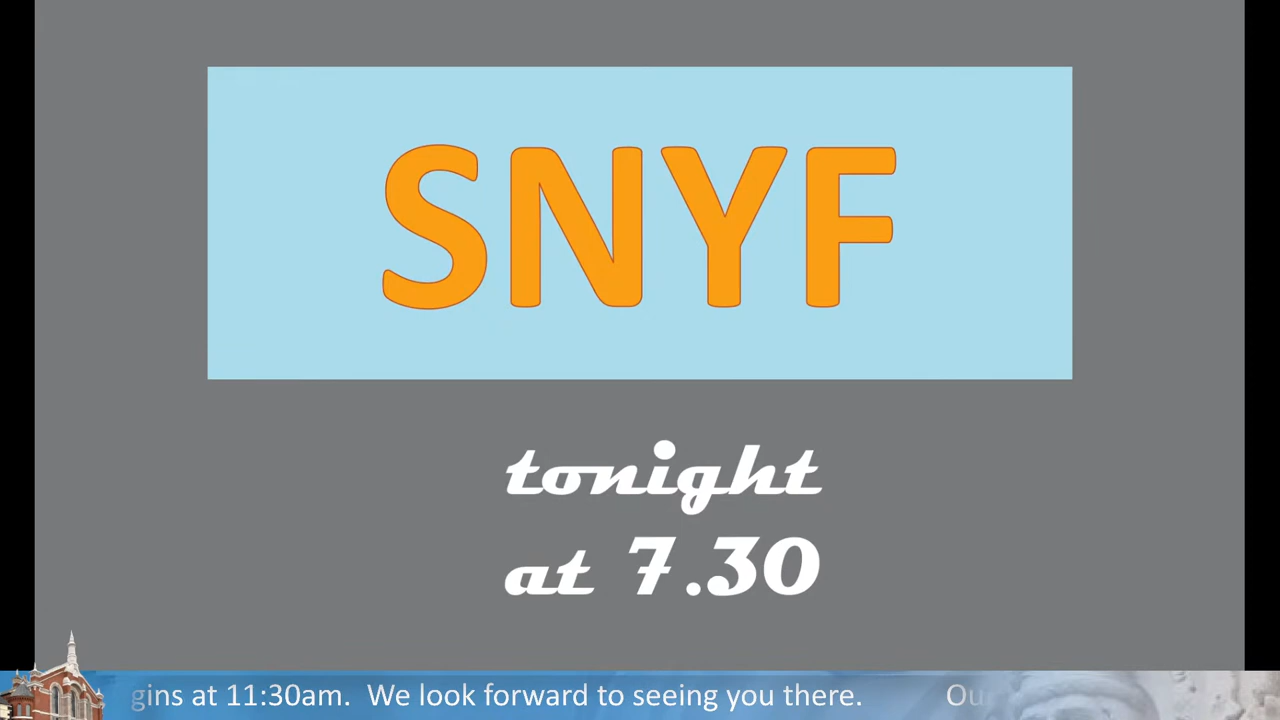 SNYF
tonight
at 7.30
gins at 11:30am. We look forward to seeing you there.